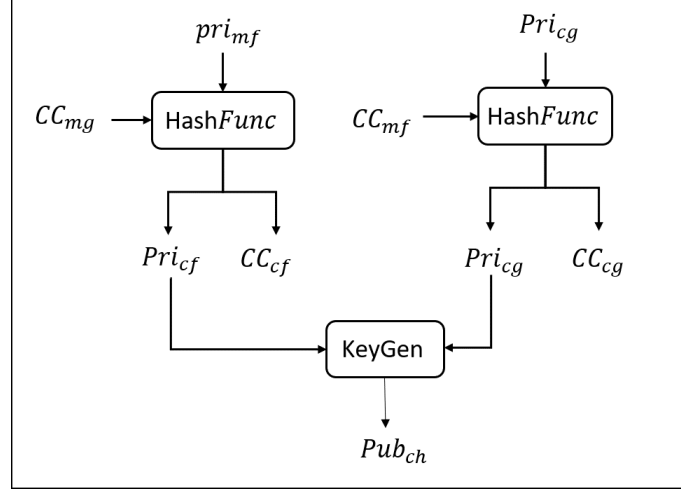 pri_mf
Pri_cg
CC_mg
HashFunc
CC_mf
HashFunc
Pri_cf
CC_cf
Pri_cg
CC_cg
KeyGen
Pub_ch